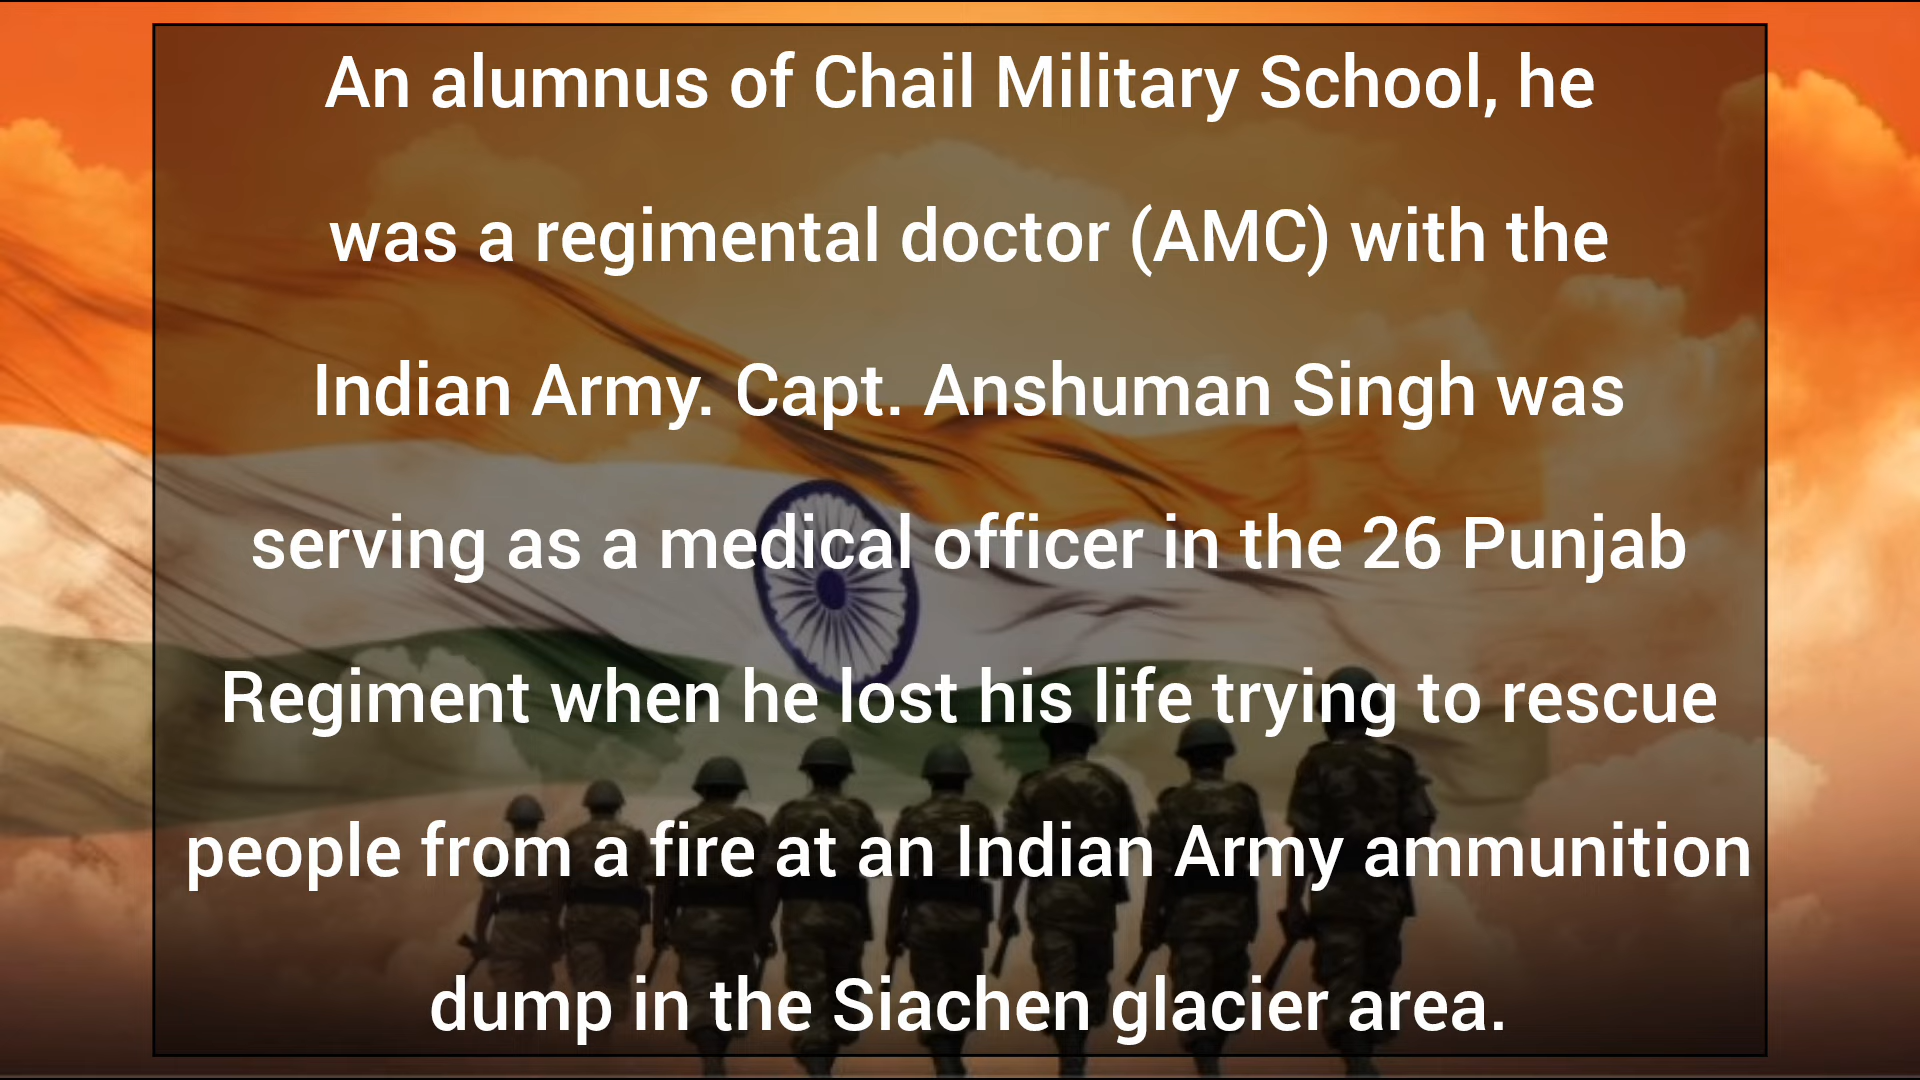 An alumnus of Chail Military School, he
was a regimental doctor (AMC) with the
Indian Army. Capt. Anshuman Singh was
serving as a medical officer in the 26 Punjab
Regiment when he lost his life trying to rescue
people from a fire at an Indian Army ammunition
dump in the Siachen glacier area.